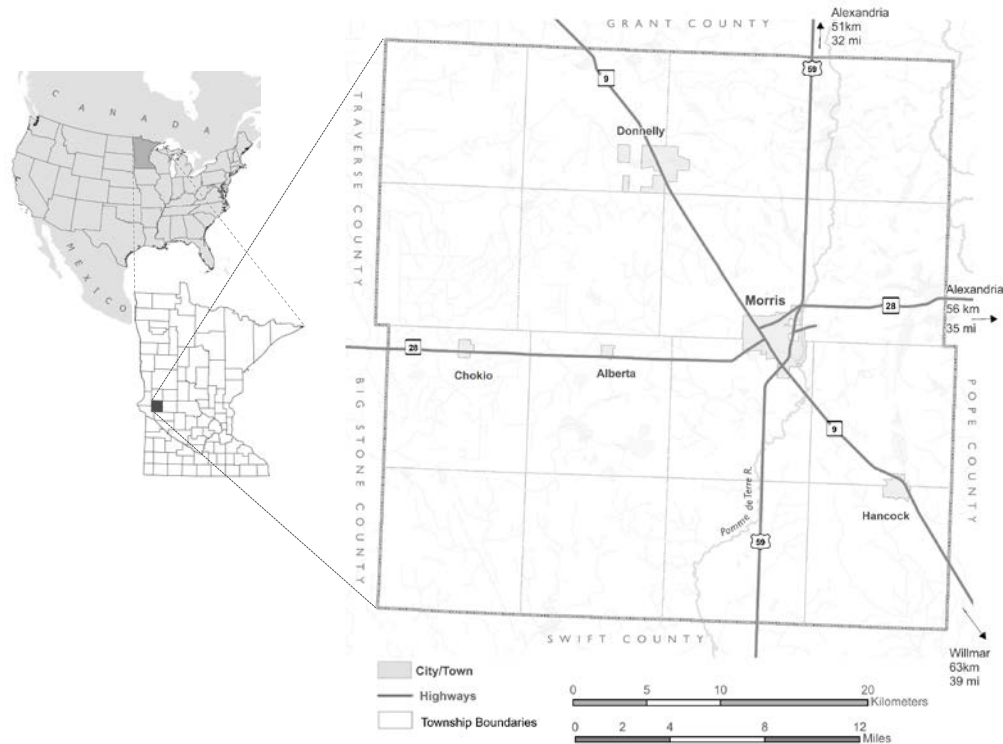 GRANT COUNTY
Alexandria
51km
32 mi
59
9
CANADA
TRAVERSE COUNTY
Donnelly
MEXICO
Morris
28
Alexandria
56 km
35 mi
28
Chokio
Alberta
BIG STONE COUNTY
POPE COUNTY
9
Pomme de Terre R.
Hancock
59
SWIFT COUNTY
Willmar
63km
39 mi
City/Town
Highways
Township Boundaries
0 5 10 20
Kilometers
0 2 4 8 12
Miles